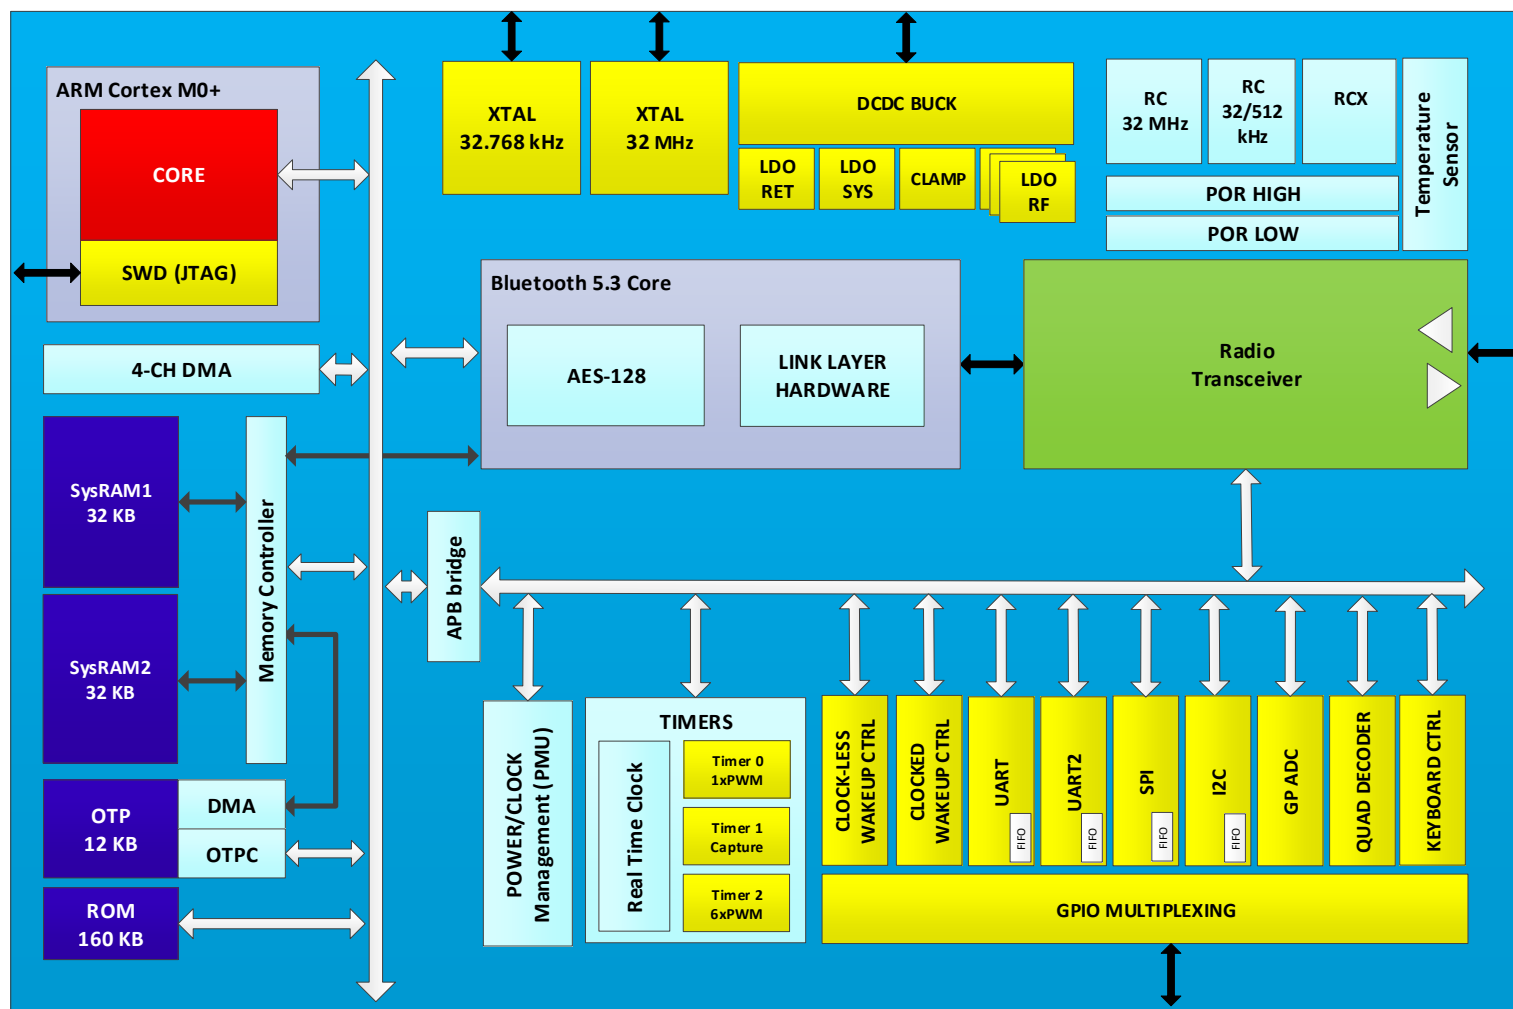 ARM Cortex M0+
CORE
SWD (JTAG)
4-CH DMA
SysRAM1
32 KB
SysRAM2
32 KB
Memory Controller
OTP
12 KB
DMA
OTPC
ROM
160 KB
XTAL
32.768 kHz
XTAL
32 MHz
DCDC BUCK
LDO
RET
LDO
SYS
CLAMP
LDO
RF
RC
32 MHz
RC
32/512
kHz
RCX
POR HIGH
POR LOW
Temperature
Sensor
Bluetooth 5.3 Core
AES-128
LINK LAYER
HARDWARE
Radio
Transceiver
APB bridge
POWER/CLOCK
Management (PMU)
TIMERS
Real Time Clock
Timer 0
1xPWM
Timer 1
Capture
Timer 2
6xPWM
CLOCK-LESS
WAKEUP CTRL
CLOCKED
WAKEUP CTRL
UART
FIFO
UART2
FIFO
SPI
FIFO
I2C
FIFO
GP ADC
QUAD DECODER
KEYBOARD CTRL
GPIO MULTIPLEXING